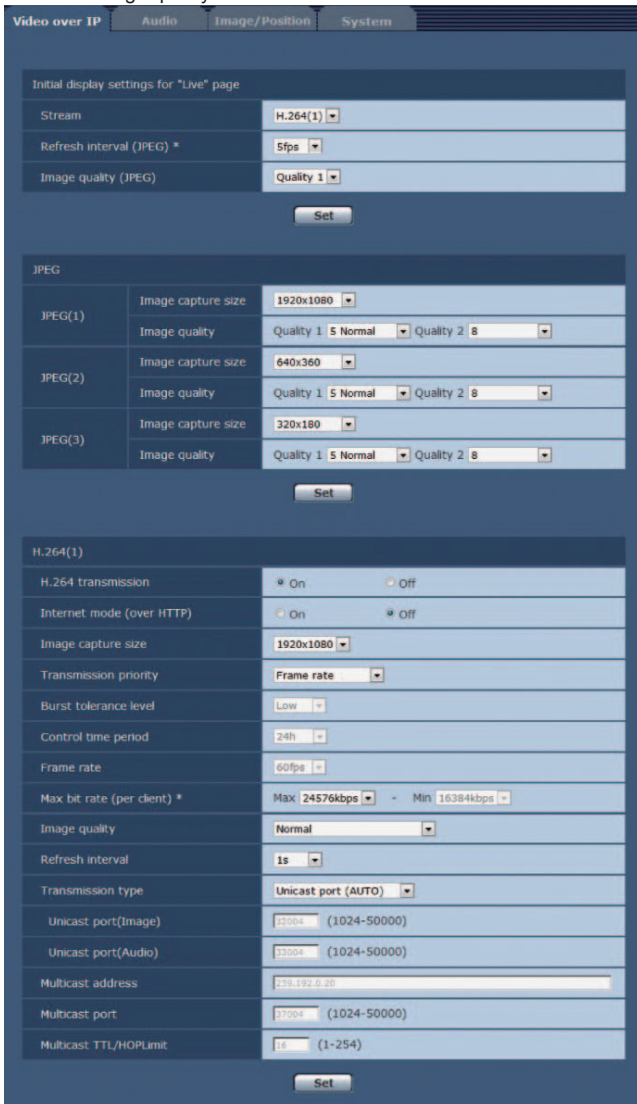 Video over IP Audio Image/Position System
Initial display settings for "Live" page
Stream H.264(1)
Refresh interval (JPEG) * 5fps
Image quality (JPEG) Quality 1
Set
JPEG
JPEG(1) Image capture size 1920x1080
Image quality Quality 1 5 Normal Quality 2 8
JPEG(2) Image capture size 640x360
Image quality Quality 1 5 Normal Quality 2 8
JPEG(3) Image capture size 320x180
Image quality Quality 1 5 Normal Quality 2 8
Set
H.264(1)
H.264 transmission On Off
Internet mode (over HTTP) On Off
Image capture size 1920x1080
Transmission priority Frame rate
Burst tolerance level Low
Control time period 24h
Frame rate 60fps
Max bit rate (per client) * Max 24576kbps - Min 16384kbps
Image quality Normal
Refresh interval 1s
Transmission type Unicast port (AUTO)
Unicast port(Image) 32004 (1024-50000)
Unicast port(Audio) 33004 (1024-50000)
Multicast address 239.192.0.20
Multicast port 37004 (1024-50000)
Multicast TTL/HOPLimit 16 (1-254)
Set